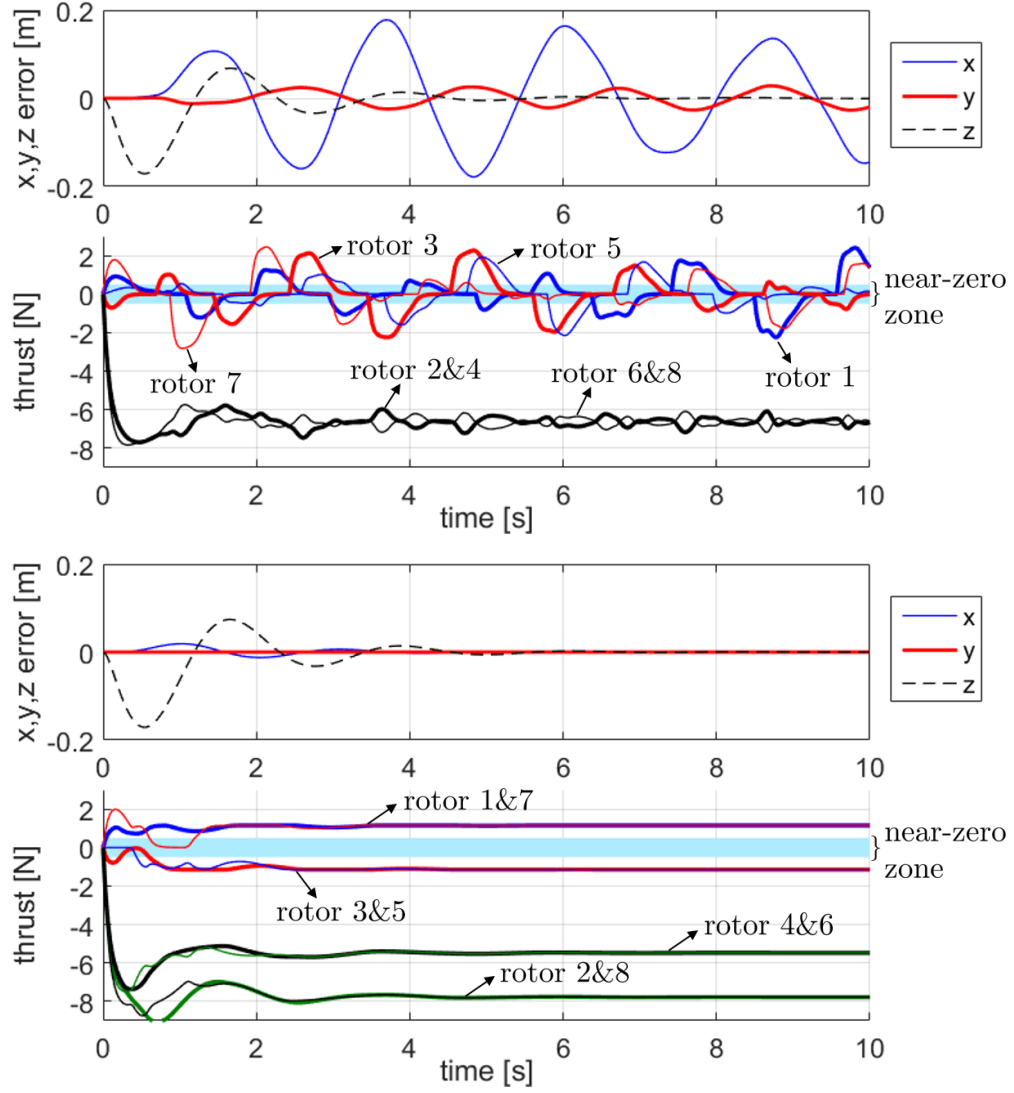 x,y,z error [m]
0.2
0
-0.2
0 2 4 6 8 10
x
y
z
thrust [N]
2
0
-2
-4
-6
-8
rotor 3
rotor 5
near-zero
zone
rotor 7
rotor 2&4
rotor 6&8
rotor 1
0 2 4 6 8 10
time [s]
x,y,z error [m]
0.2
0
-0.2
0 2 4 6 8 10
x
y
z
thrust [N]
2
0
-2
-4
-6
-8
rotor 1&7
near-zero
zone
rotor 3&5
rotor 4&6
rotor 2&8
0 2 4 6 8 10
time [s]